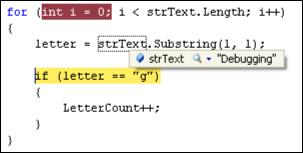 for (int i = 0; i < strText.Length; i++)
{
letter = strText.Substring(1, 1);
strText "Debugging"
if (letter == "g")
{
LetterCount++;
}
}